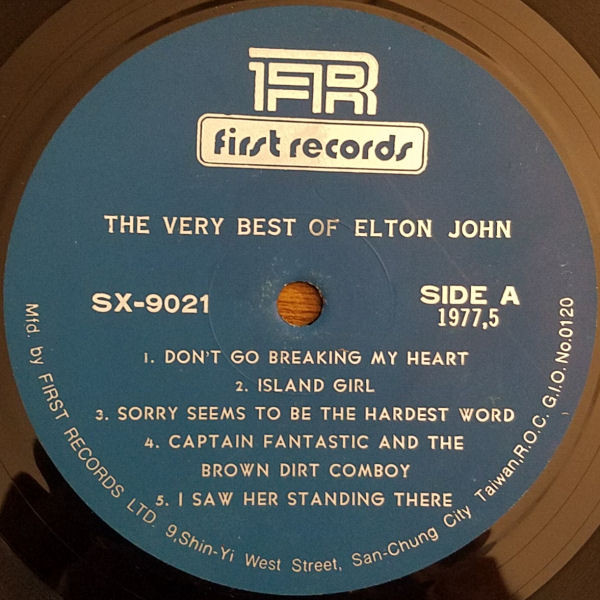 FR
first records
THE VERY BEST OF ELTON JOHN
SX-9021
SIDE A
1977,5
1. DON'T GO BREAKING MY HEART
2. ISLAND GIRL
3. SORRY SEEMS TO BE THE HARDEST WORD
4. CAPTAIN FANTASTIC AND THE
BROWN DIRT COMBOY
5. I SAW HER STANDING THERE
Mfd. by FIRST RECORDS LTD. 9,Shin-Yi West Street, San-Chung City Taiwan,R.O.C. G.I.O. No.0120